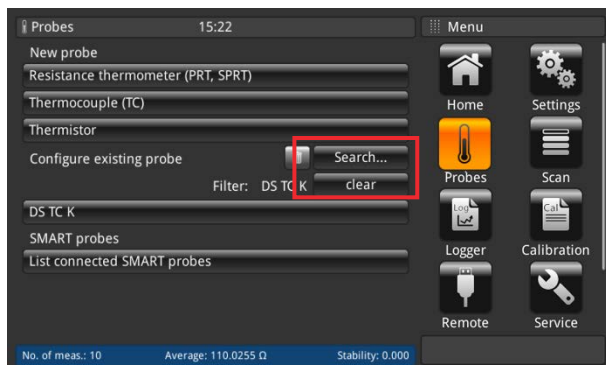 Probes 15:22
New probe
Resistance thermometer (PRT, SPRT)
Thermocouple (TC)
Thermistor
Configure existing probe Search...
Filter: DS TC K clear
DS TC K
SMART probes
List connected SMART probes
No. of meas.: 10 Average: 110.0255 Ω Stability: 0.000
Menu
Home Settings
Probes Scan
Log Cal
Logger Calibration
Remote Service